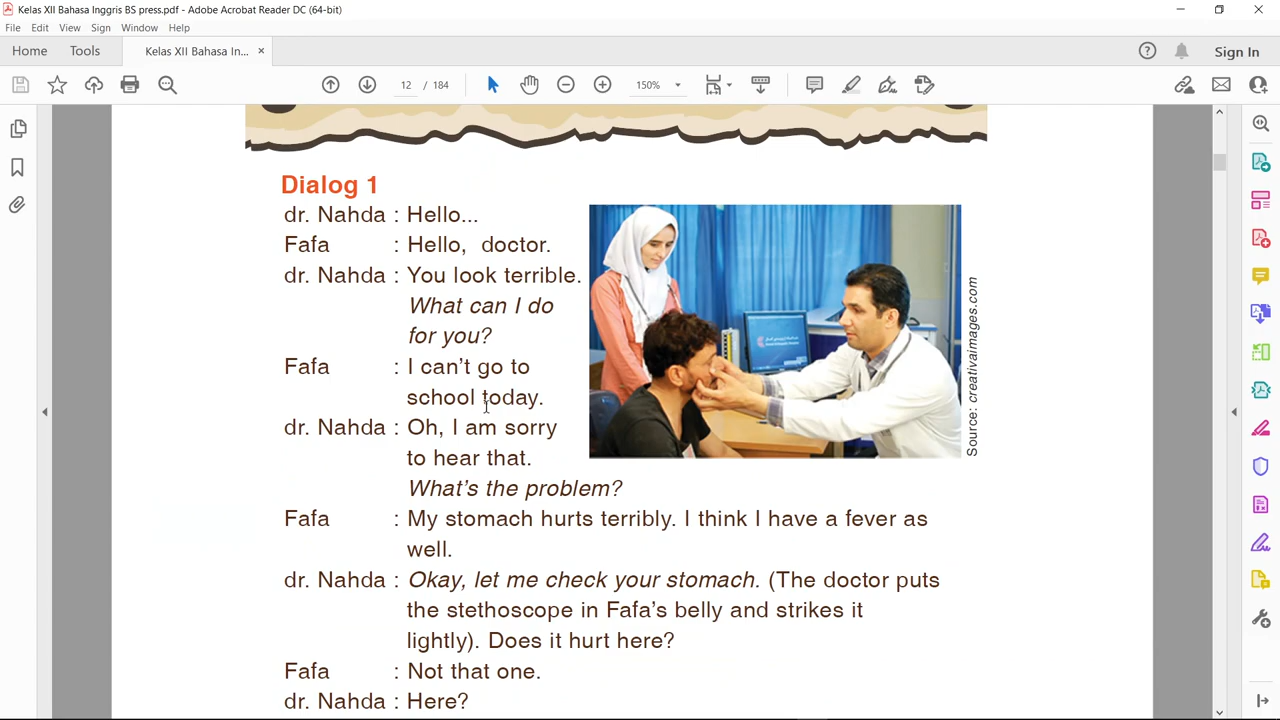 Kelas XII Bahasa Inggris BS press.pdf - Adobe Acrobat Reader DC (64-bit)
File Edit View Sign Window Help
Home Tools Kelas XII Bahasa In... × Sign In
12 / 184 150%
Dialog 1
dr. Nahda : Hello...
Fafa : Hello, doctor.
dr. Nahda : You look terrible.
What can I do
for you?
Fafa : I can't go to
school today.
dr. Nahda : Oh, I am sorry
to hear that.
What's the problem?
Fafa : My stomach hurts terribly. I think I have a fever as
well.
dr. Nahda : Okay, let me check your stomach. (The doctor puts
the stethoscope in Fafa's belly and strikes it
lightly). Does it hurt here?
Fafa : Not that one.
dr. Nahda : Here?
Source: creativaimages.com